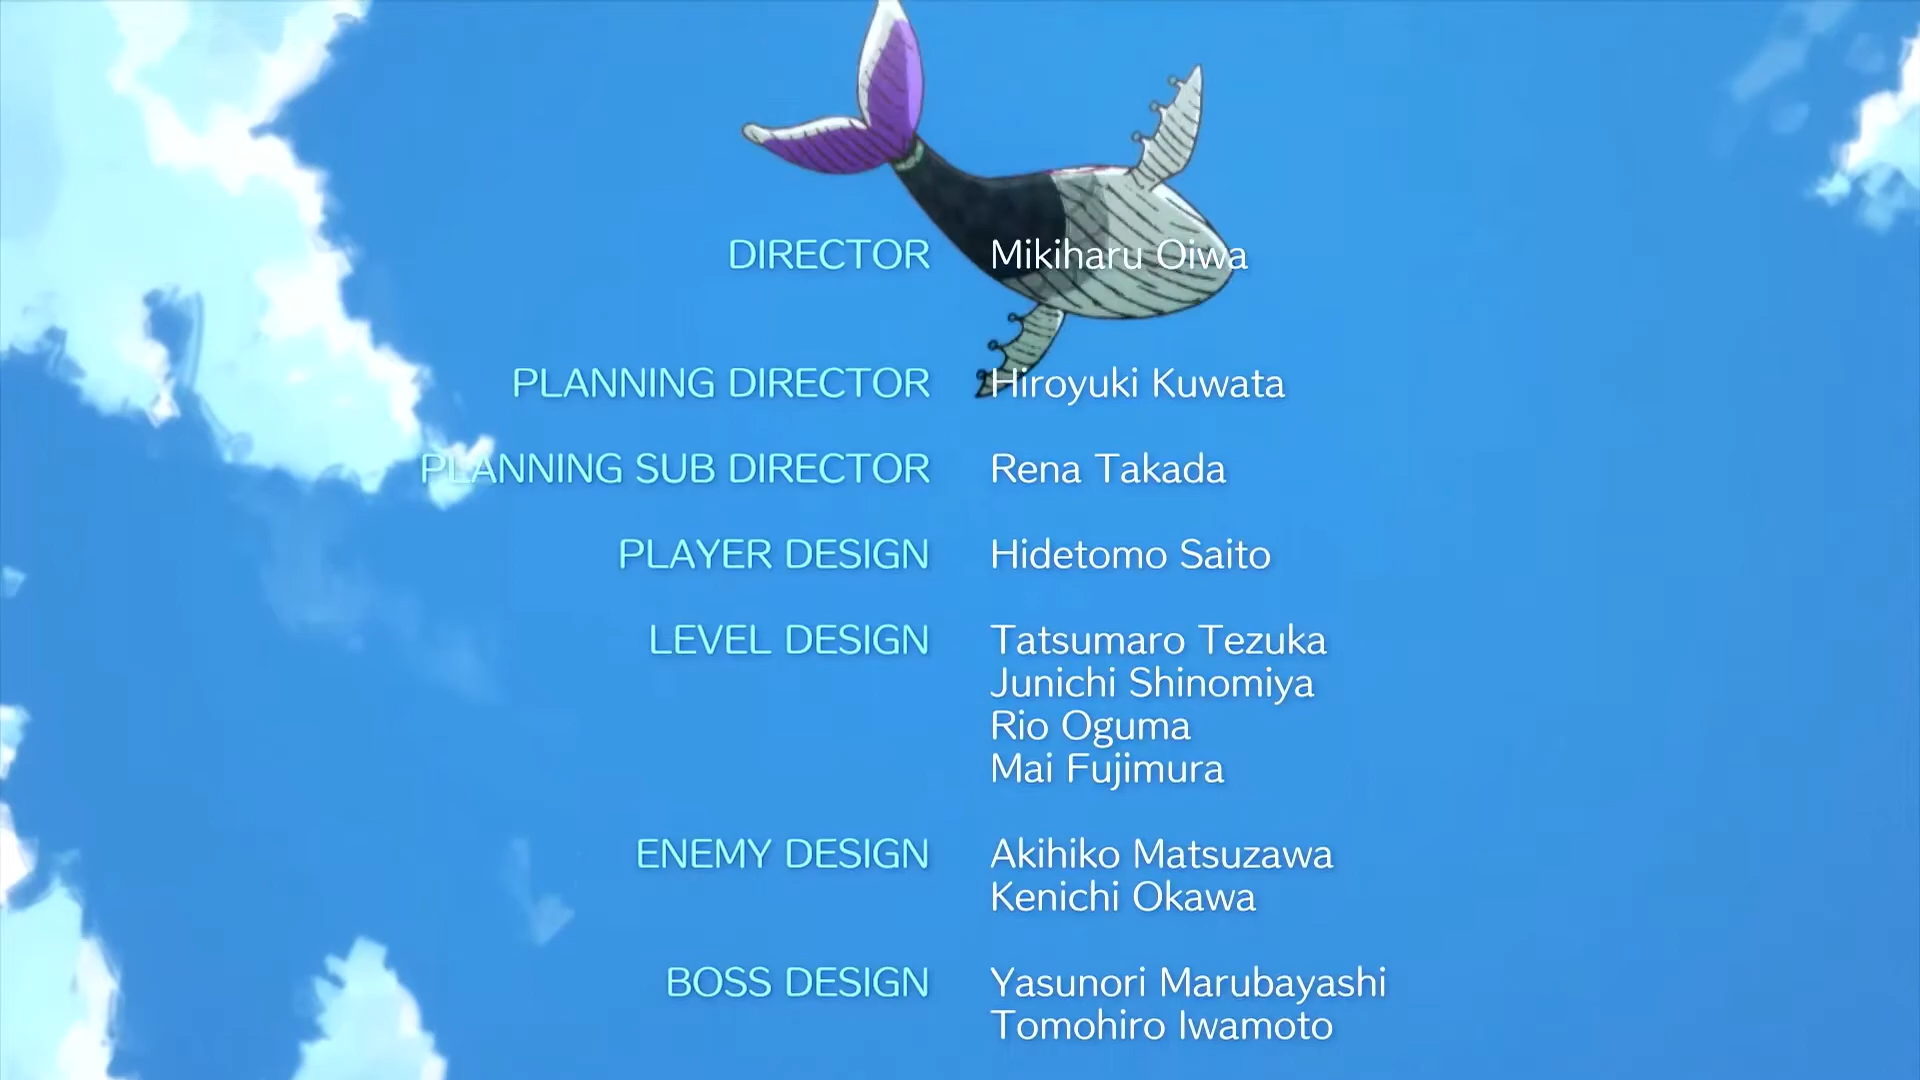 DIRECTOR Mikiharu Oiwa
PLANNING DIRECTOR Hiroyuki Kuwata
PLANNING SUB DIRECTOR Rena Takada
PLAYER DESIGN Hidetomo Saito
LEVEL DESIGN Tatsumaro Tezuka
Junichi Shinomiya
Rio Oguma
Mai Fujimura
ENEMY DESIGN Akihiko Matsuzawa
Kenichi Okawa
BOSS DESIGN Yasunori Marubayashi
Tomohiro Iwamoto